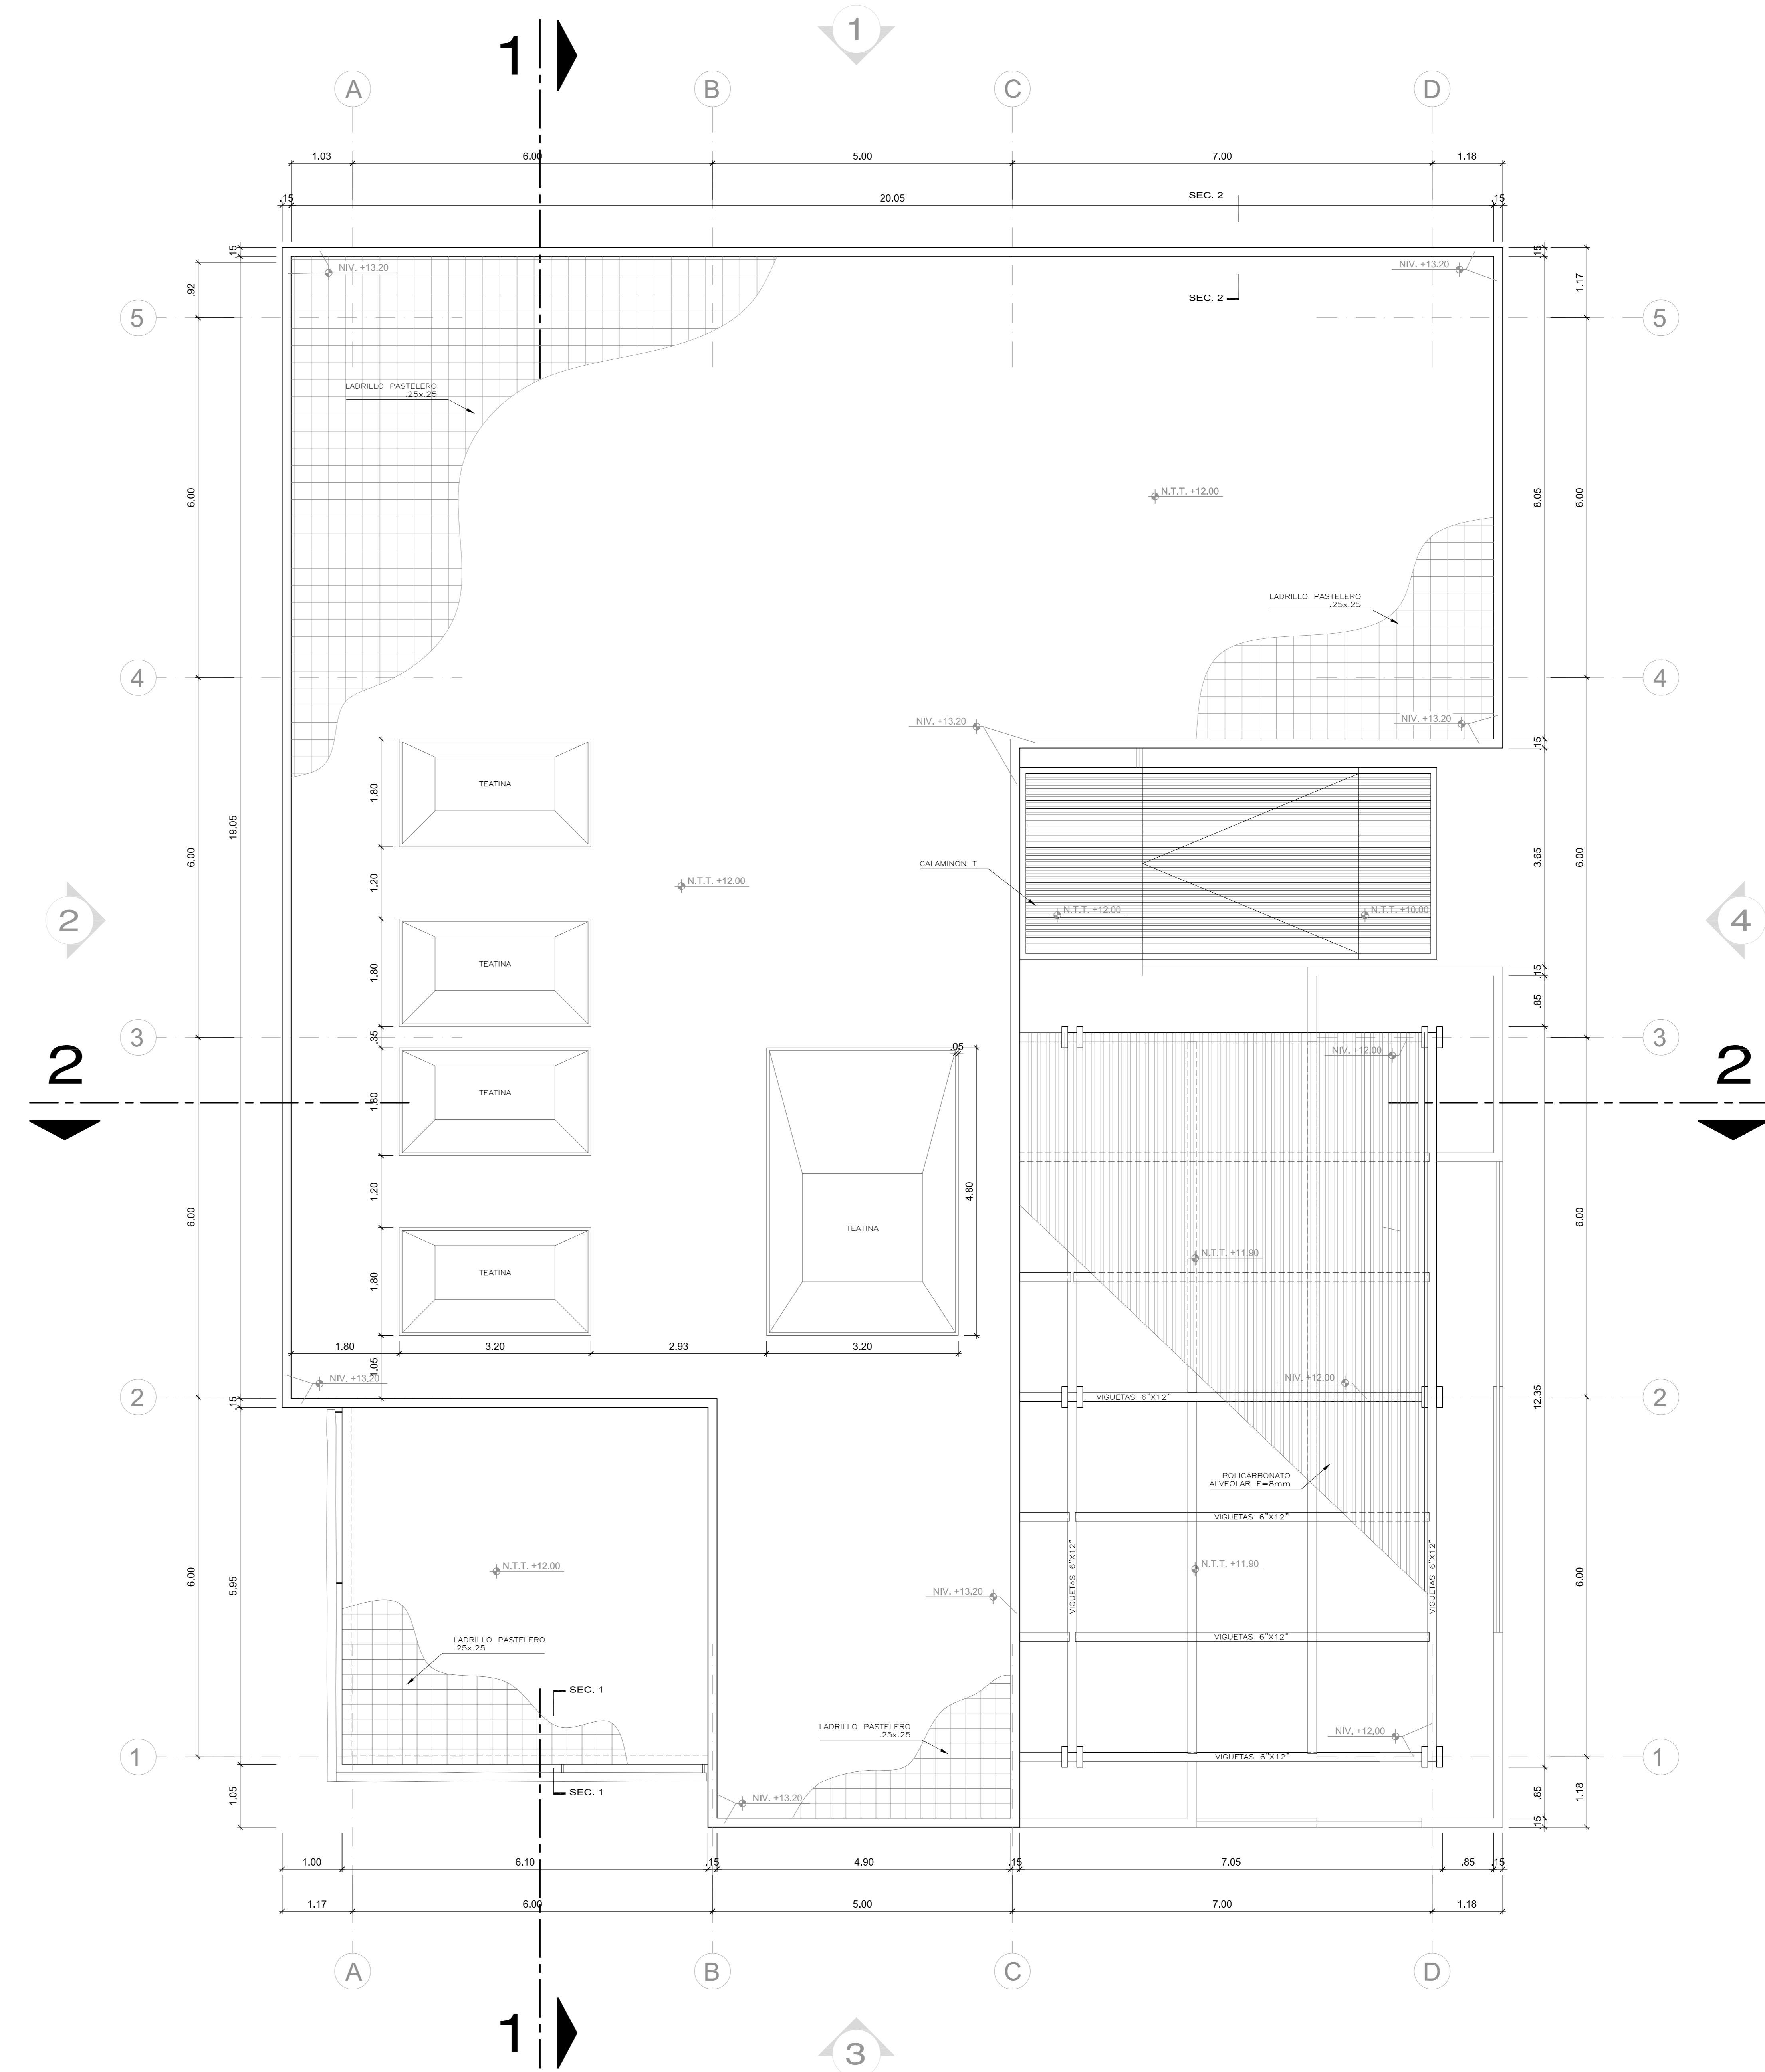 1
1
A B C D
1.03 6.00 5.00 7.00 1.18
.15 20.05 .15
SEC. 2
.15
.15
NIV. +13.20
NIV. +13.20
.92
1.17
SEC. 2
5
5
LADRILLO PASTELERO
.25x.25
6.00
N.T.T. +12.00
8.05
6.00
LADRILLO PASTELERO
.25x.25
4
4
NIV. +13.20
NIV. +13.20
.15
TEATINA
1.80
19.05
6.00
CALAMINON T
3.65
6.00
1.20
N.T.T. +12.00
N.T.T. +12.00
N.T.T. +10.00
2
4
TEATINA
1.80
.15
.85
3
.35
3
.05
NIV. +12.00
2
2
TEATINA
1.80
1.20
4.80
6.00
6.00
TEATINA
N.T.T. +11.90
TEATINA
1.80
1.80 3.20 2.93 3.20
1.05
NIV. +13.20
NIV. +12.00
2
.15
VIGUETAS 6"X12"
12.35
2
POLICARBONATO
ALVEOLAR E=8mm
VIGUETAS 6"X12"
N.T.T. +12.00
N.T.T. +11.90
6.00
5.95
6.00
VIGUETAS 6"X12"
VIGUETAS 6"X12"
NIV. +13.20
LADRILLO PASTELERO
.25x.25
VIGUETAS 6"X12"
SEC. 1
LADRILLO PASTELERO
.25x.25
NIV. +12.00
1
VIGUETAS 6"X12"
1
SEC. 1
1.05
NIV. +13.20
.85
1.18
.15
1.00 6.10 .15 4.90 .15 7.05 .85 .15
1.17 6.00 5.00 7.00 1.18
A B C D
1
3